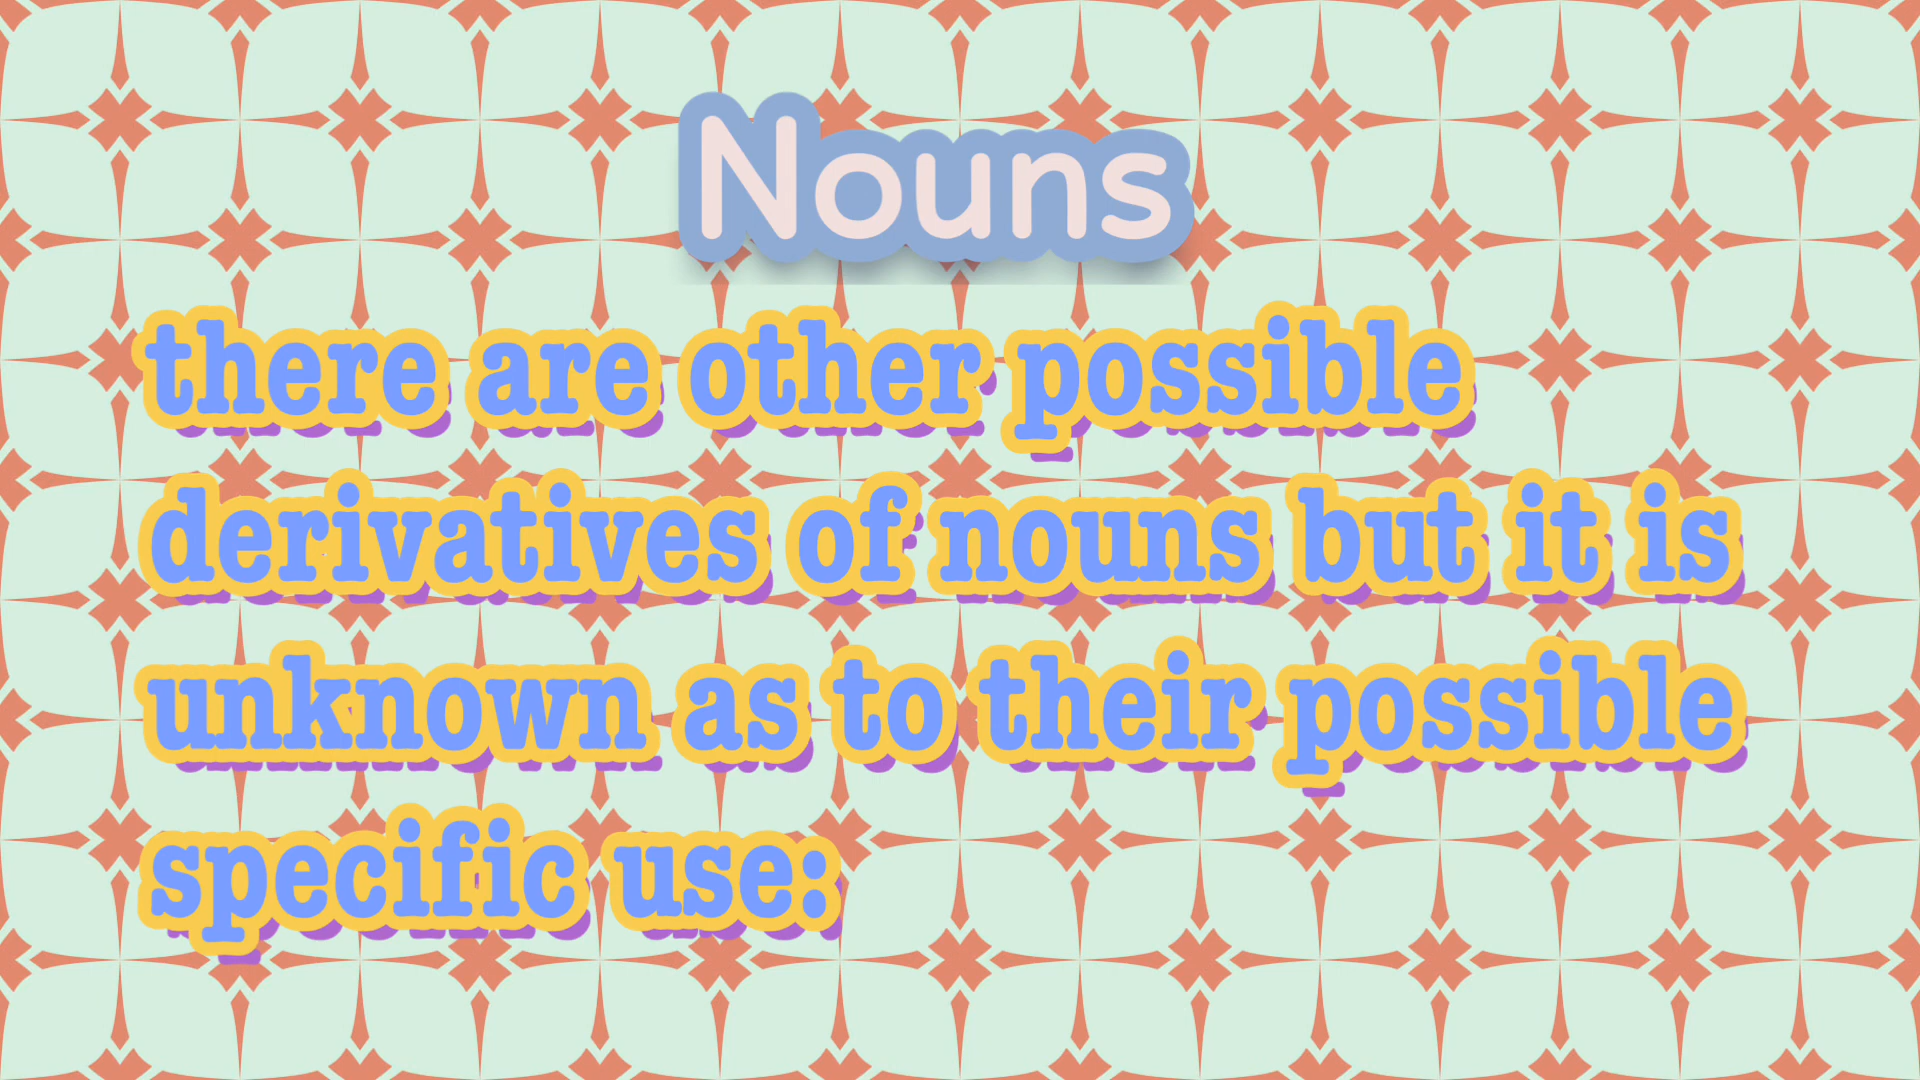 Nouns
there are other possible
derivatives of nouns but it is
unknown as to their possible
specific use: